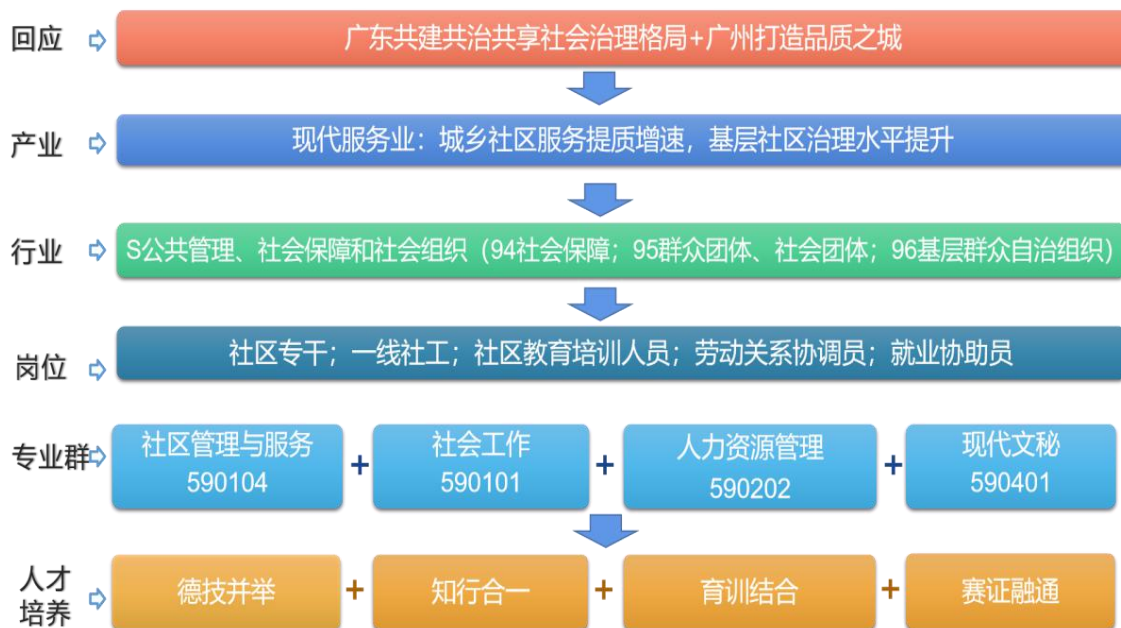 回应
广东共建共治共享社会治理格局+广州打造品质之城
产业
现代服务业：城乡社区服务提质增速，基层社区治理水平提升
行业
S公共管理、社会保障和社会组织（94社会保障；95群众团体、社会团体；96基层群众自治组织）
岗位
社区专干；一线社工；社区教育培训人员；劳动关系协调员；就业协助员
专业群
社区管理与服务
590104
+
社会工作
590101
+
人力资源管理
590202
+
现代文秘
590401
人才
培养
德技并举
+
知行合一
+
育训结合
+
赛证融通